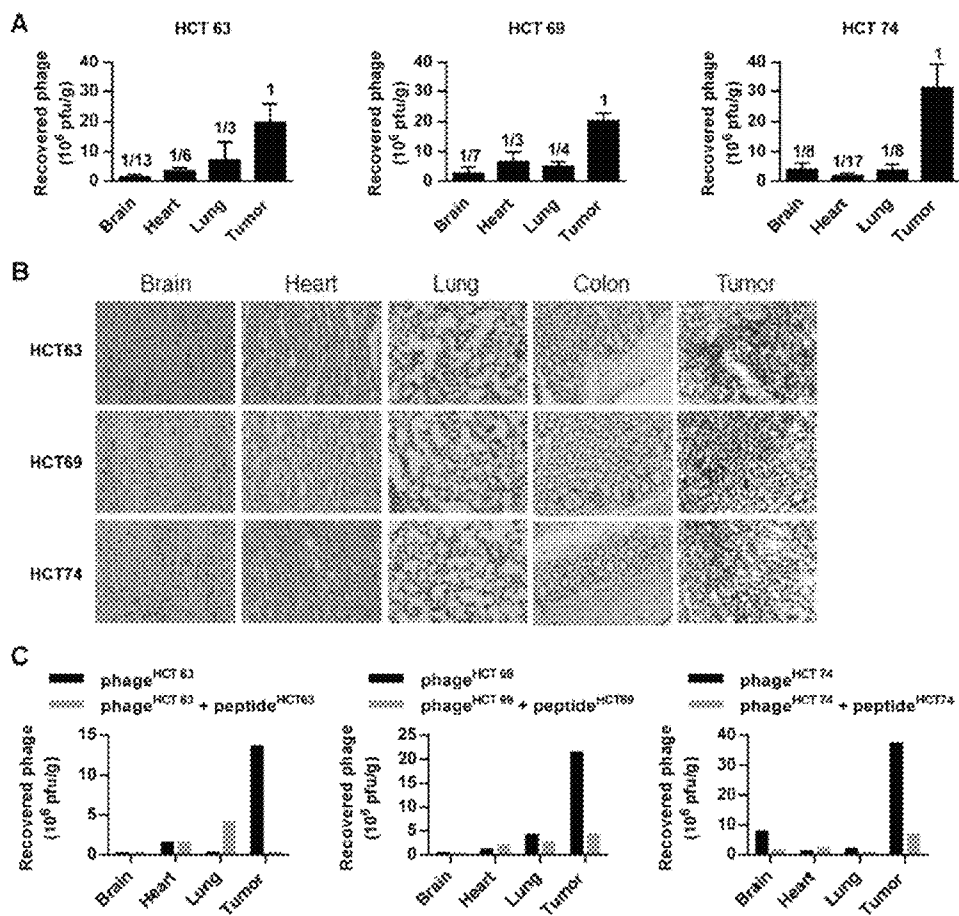 A
HCT 63
HCT 69
HCT 74
Recovered phage
(10⁶ pfu/g)
40
30
20
10
0
1/13
1/6
1/3
1
Brain
Heart
Lung
Tumor
Recovered phage
(10⁶ pfu/g)
40
30
20
10
0
1/7
1/3
1/4
1
Brain
Heart
Lung
Tumor
Recovered phage
(10⁶ pfu/g)
40
30
20
10
0
1/8
1/17
1/8
1
Brain
Heart
Lung
Tumor
B
Brain
Heart
Lung
Colon
Tumor
HCT63
HCT69
HCT74
C
phage HCT 63
phage HCT 63 + peptide HCT63
phage HCT 69
phage HCT 69 + peptide HCT69
phage HCT 74
phage HCT 74 + peptide HCT74
Recovered phage
(10⁶ pfu/g)
15
10
5
0
Brain
Heart
Lung
Tumor
Recovered phage
(10⁶ pfu/g)
25
20
15
10
5
0
Brain
Heart
Lung
Tumor
Recovered phage
(10⁶ pfu/g)
40
30
20
10
0
Brain
Heart
Lung
Tumor